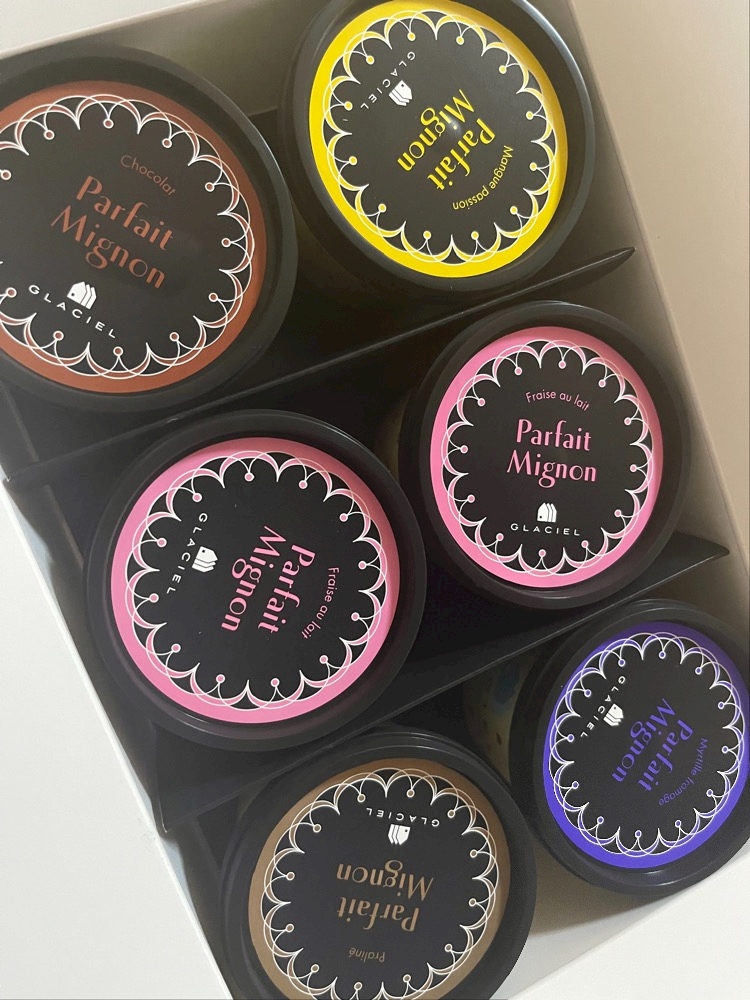 Chocolat
Parfait
Mignon
GLACIEL
Mangue passion
Parfait
Mignon
GLACIEL
Fraise au lait
Parfait
Mignon
GLACIEL
Fraise au lait
Parfait
Mignon
GLACIEL
Myrtille fromage
Parfait
Mignon
GLACIEL
Praliné
Parfait
Mignon
GLACIEL